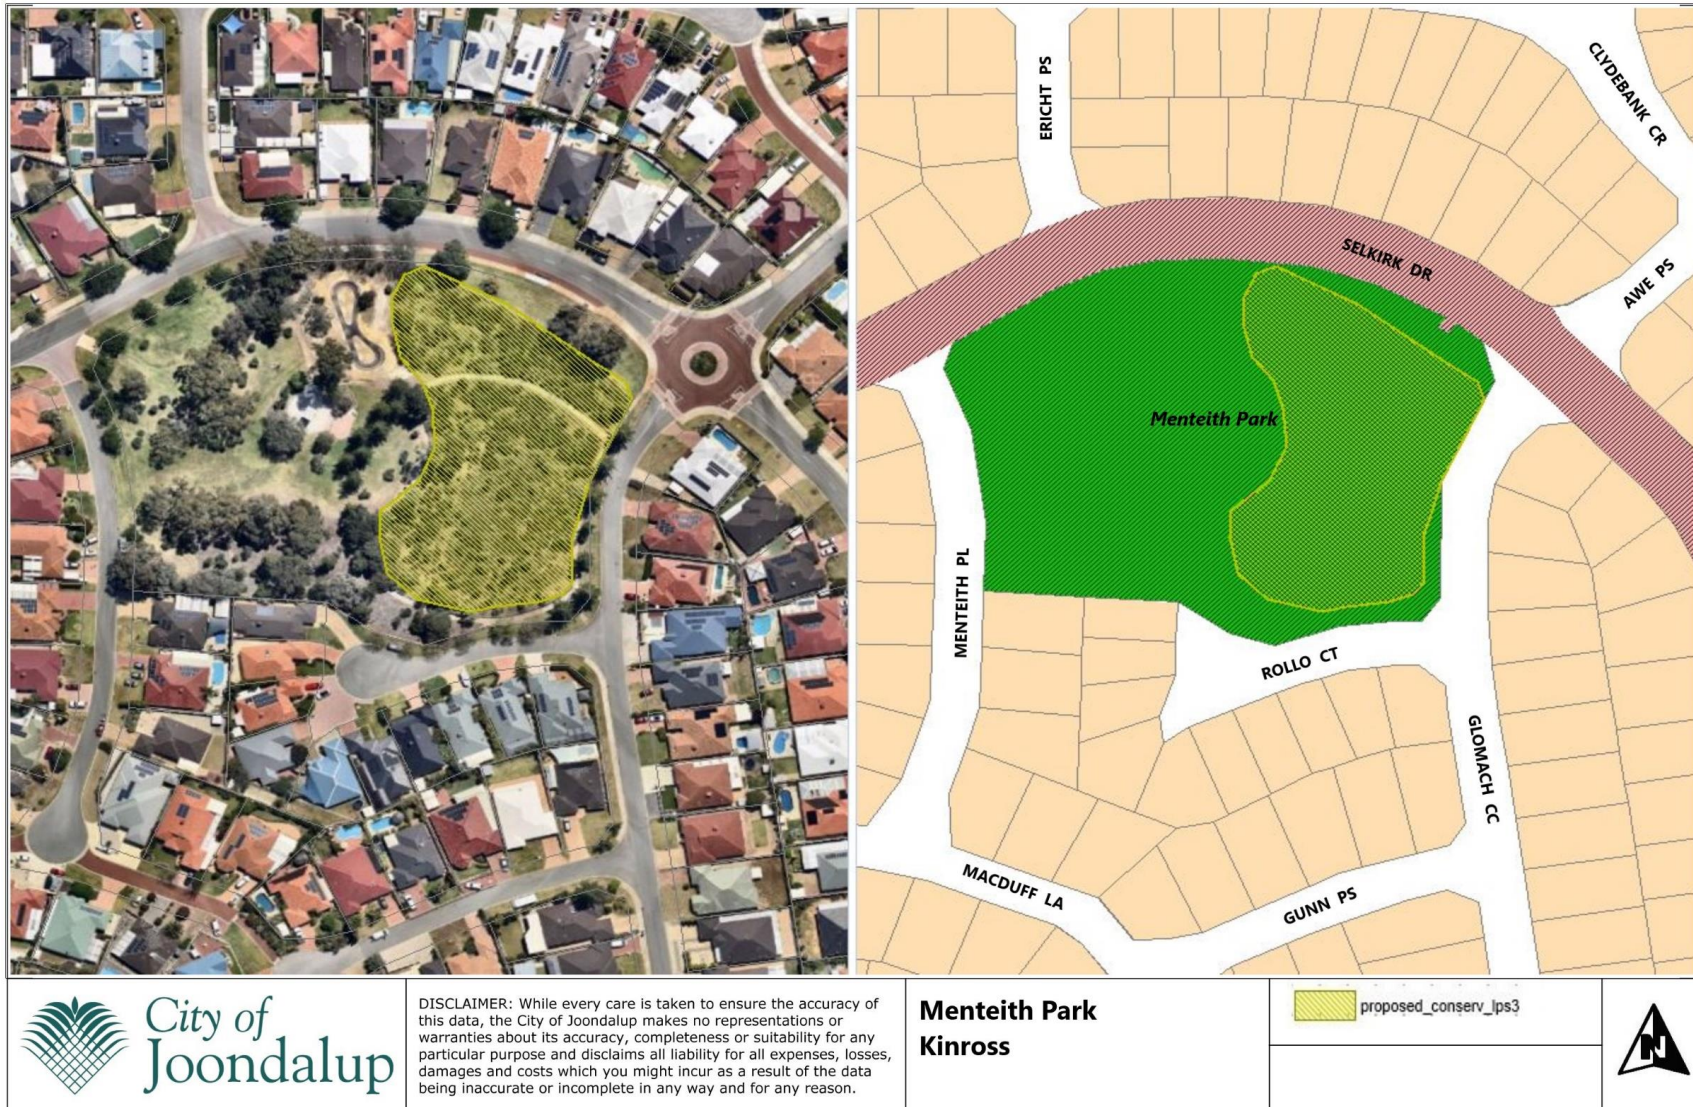 ERICHT PS
CLYDEBANK CR
SELKIRK DR
AWE PS
Menteith Park
MENTEITH PL
ROLLO CT
GLOMACH CC
MACDUFF LA
GUNN PS
City of
Joondalup
DISCLAIMER: While every care is taken to ensure the accuracy of
this data, the City of Joondalup makes no representations or
warranties about its accuracy, completeness or suitability for any
particular purpose and disclaims all liability for all expenses, losses,
damages and costs which you might incur as a result of the data
being inaccurate or incomplete in any way and for any reason.
Menteith Park
Kinross
proposed_conserv_lps3
N